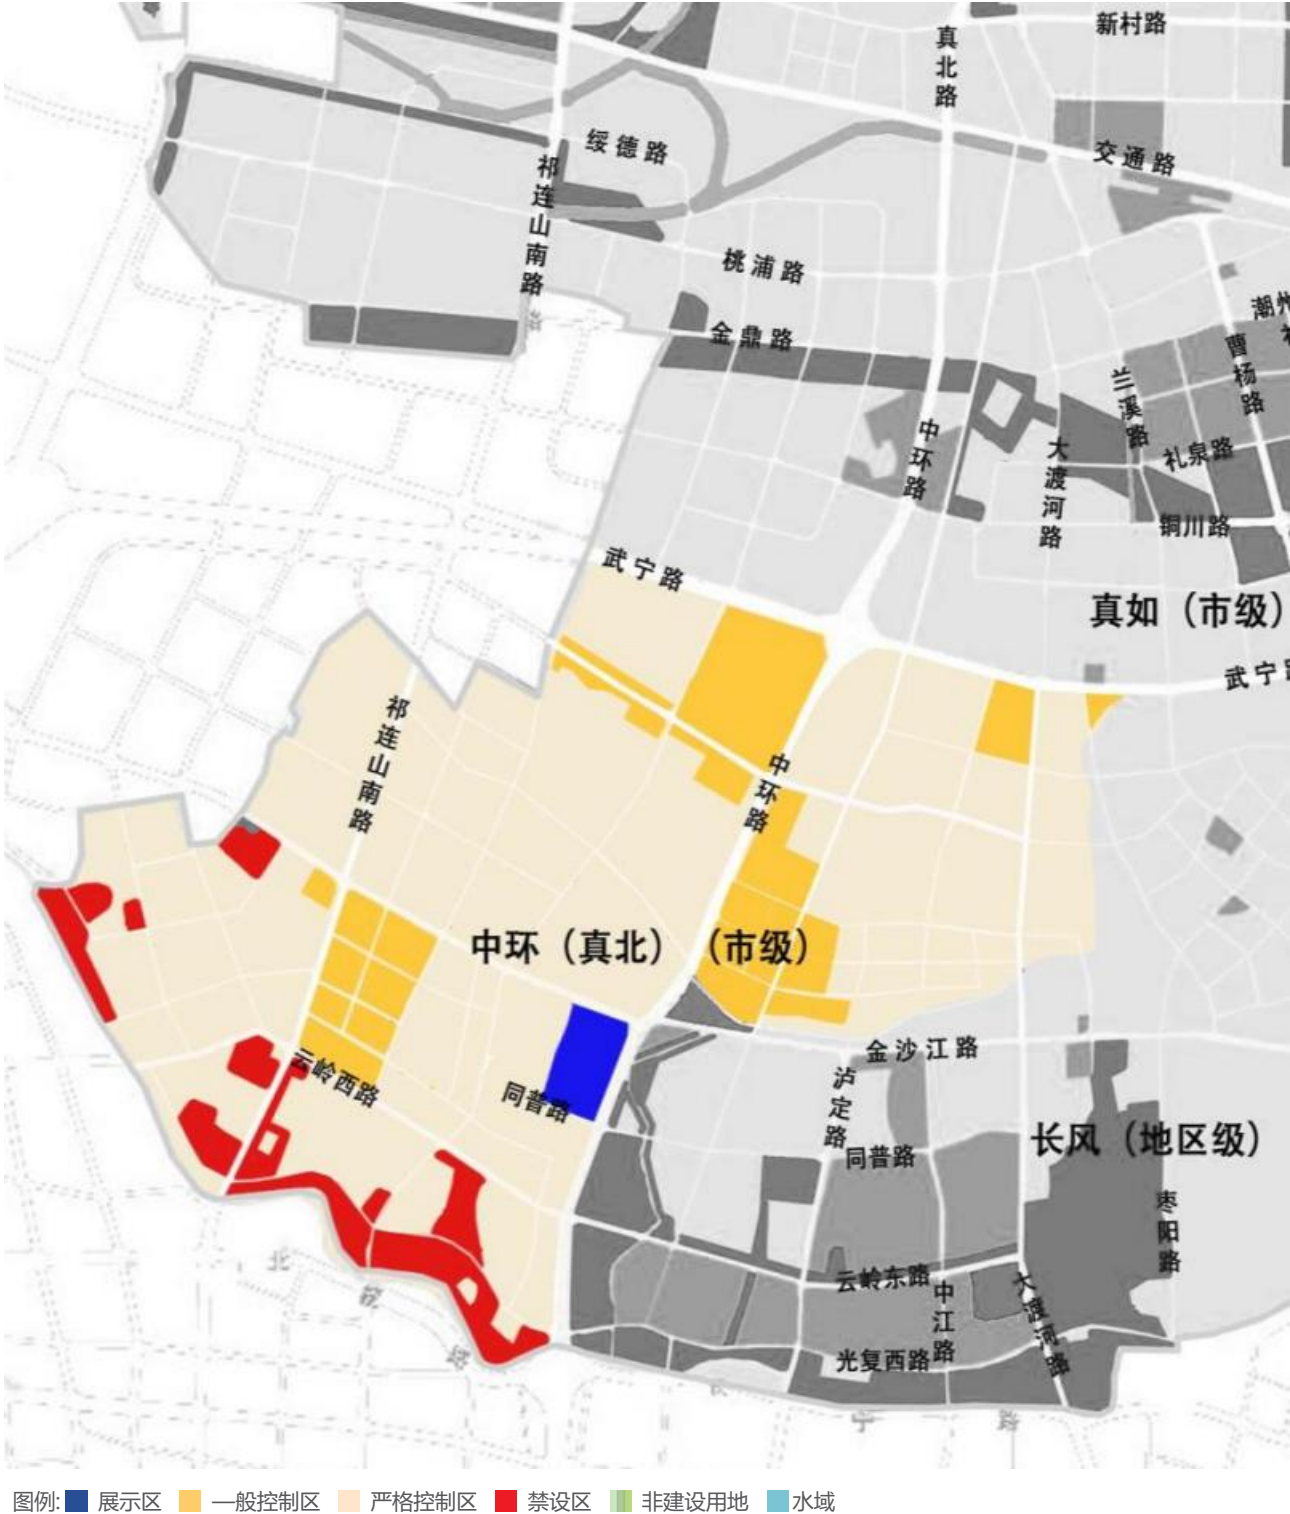 新村路
真北路
绥德路
交通路
祁连山南路
桃浦路
潮州
金鼎路
曹杨路
兰溪路
中环路
大渡河路
礼泉路
铜川路
武宁路
真如（市级）
武宁路
祁连山南路
中环路
中环（真北）（市级）
云岭西路
同普路
金沙江路
泸定路
长风（地区级）
同普路
枣阳路
北
云岭东路
中江路
大渡河路
光复西路
长
宁
路
图例: 展示区 一般控制区 严格控制区 禁设区 非建设用地 水域